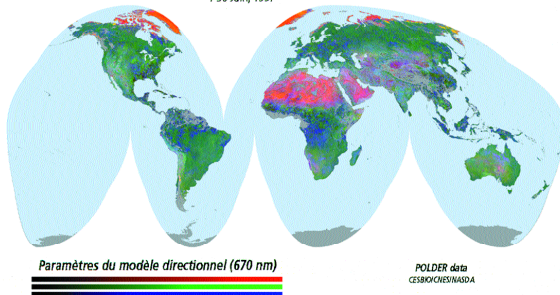 Paramètres du modèle directionnel (670 nm)
POLDER data
CESBIO/CNES/NASDA